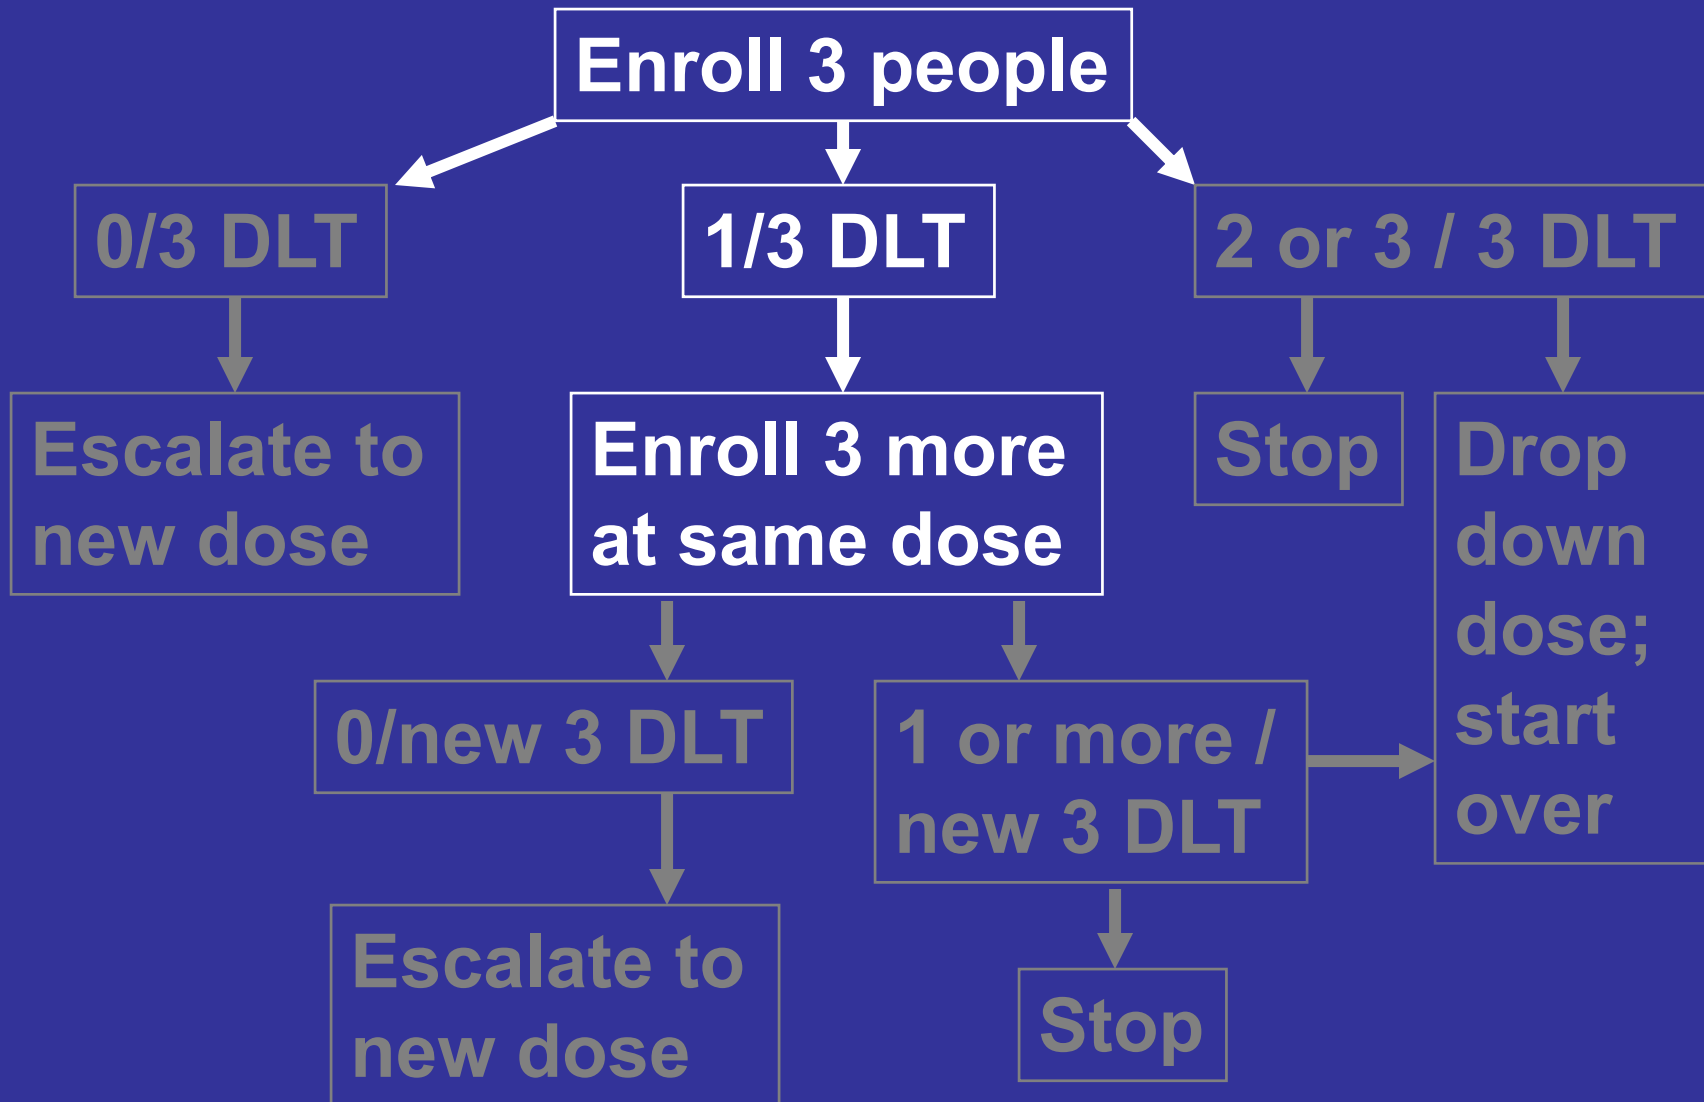 Enroll 3 people
0/3 DLT
1/3 DLT
2 or 3 / 3 DLT
Escalate to
new dose
Enroll 3 more
at same dose
Stop
Drop
down
dose;
start
over
0/new 3 DLT
1 or more /
new 3 DLT
Escalate to
new dose
Stop